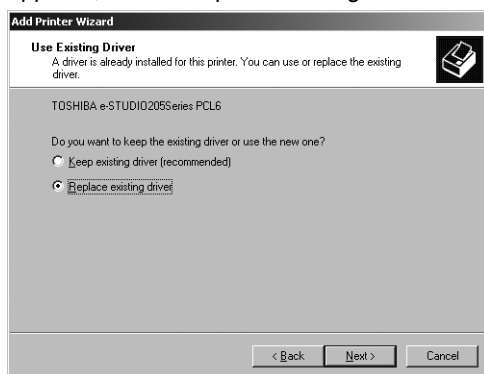 Add Printer Wizard
Use Existing Driver
A driver is already installed for this printer. You can use or replace the existing
driver.
TOSHIBA e-STUDIO205Series PCL6
Do you want to keep the existing driver or use the new one?
Keep existing driver (recommended)
Replace existing driver
< Back
Next >
Cancel